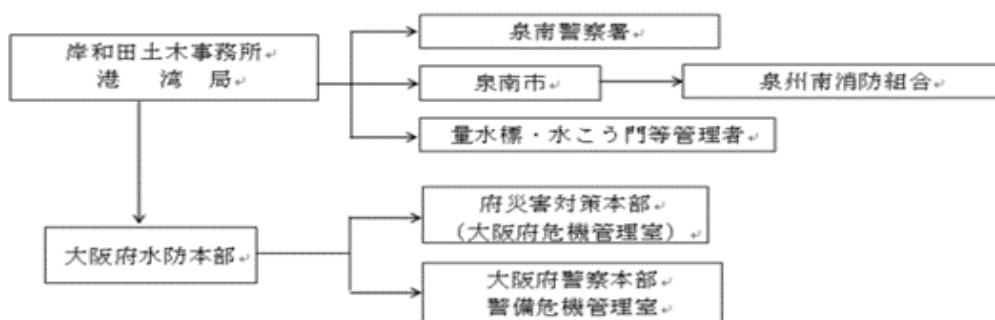 岸和田土木事務所
港　湾　局
泉南警察署
泉南市
泉州南消防組合
量水標・水こう門等管理者
大阪府水防本部
府災害対策本部
（大阪府危機管理室）
大阪府警察本部
警備危機管理室